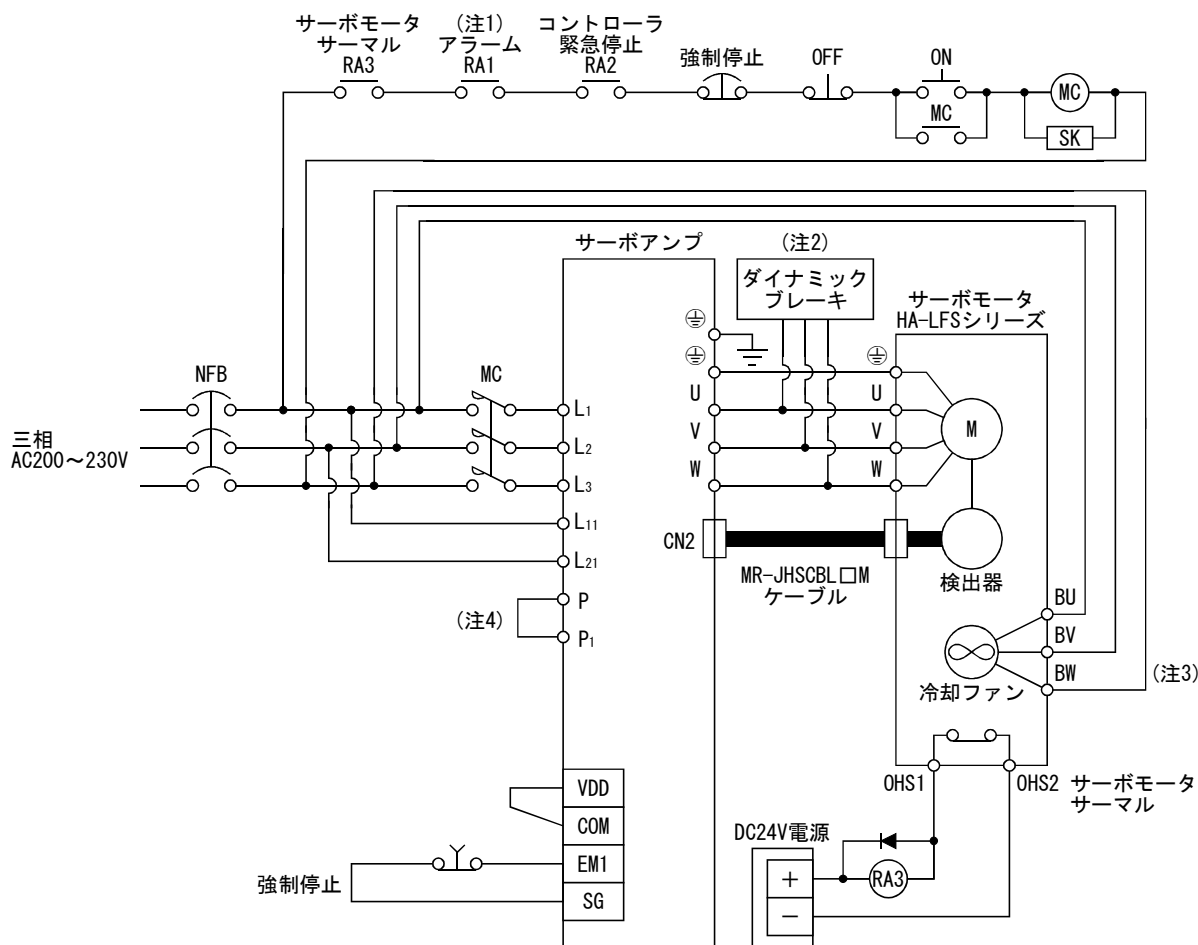 サーボモータ
サーマル
RA3
(注1)
アラーム
RA1
コントローラ
緊急停止
RA2
強制停止
OFF
ON
MC
MC
SK
サーボアンプ
(注2)
ダイナミック
ブレーキ
サーボモータ
HA-LFSシリーズ
NFB
MC
三相
AC200～230V
L1
L2
L3
L11
L21
(注4)
P
P1
U
V
W
U
V
W
M
CN2
MR-JHSCBL□M
ケーブル
検出器
BU
BV
BW
(注3)
冷却ファン
OHS1
OHS2
サーボモータ
サーマル
VDD
COM
EM1
SG
強制停止
DC24V電源
+
RA3
−